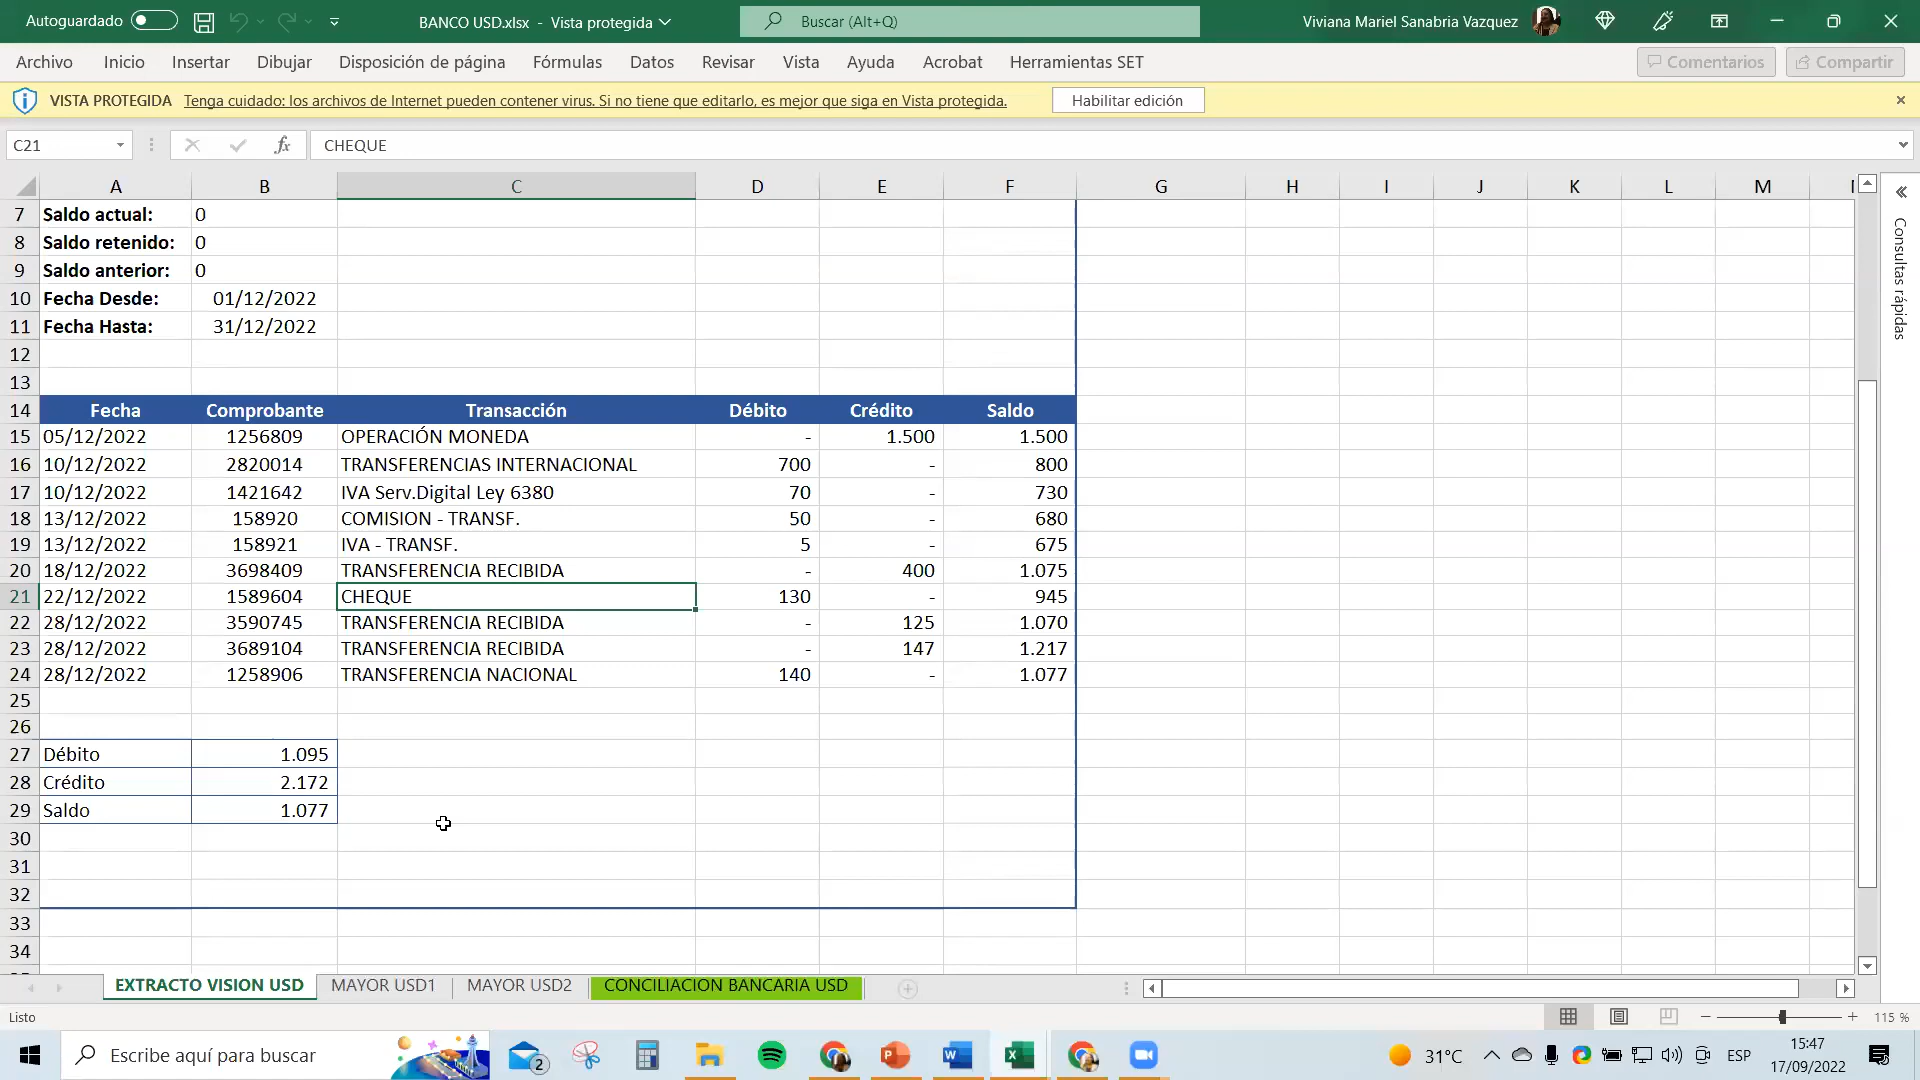 Autoguardado BANCO USD.xlsx - Vista protegida Buscar (Alt+Q) Viviana Mariel Sanabria Vazquez
Archivo Inicio Insertar Dibujar Disposición de página Fórmulas Datos Revisar Vista Ayuda Acrobat Herramientas SET Comentarios Compartir
VISTA PROTEGIDA Tenga cuidado: los archivos de Internet pueden contener virus. Si no tiene que editarlo, es mejor que siga en Vista protegida. Habilitar edición
C21 fx CHEQUE
A B C D E F G H I J K L M
7 Saldo actual: 0
8 Saldo retenido: 0
9 Saldo anterior: 0
10 Fecha Desde: 01/12/2022
11 Fecha Hasta: 31/12/2022
12
13
14 Fecha Comprobante Transacción Débito Crédito Saldo
15 05/12/2022 1256809 OPERACIÓN MONEDA - 1.500 1.500
16 10/12/2022 2820014 TRANSFERENCIAS INTERNACIONAL 700 - 800
17 10/12/2022 1421642 IVA Serv.Digital Ley 6380 70 - 730
18 13/12/2022 158920 COMISION - TRANSF. 50 - 680
19 13/12/2022 158921 IVA - TRANSF. 5 - 675
20 18/12/2022 3698409 TRANSFERENCIA RECIBIDA - 400 1.075
21 22/12/2022 1589604 CHEQUE 130 - 945
22 28/12/2022 3590745 TRANSFERENCIA RECIBIDA - 125 1.070
23 28/12/2022 3689104 TRANSFERENCIA RECIBIDA - 147 1.217
24 28/12/2022 1258906 TRANSFERENCIA NACIONAL 140 - 1.077
25
26
27 Débito 1.095
28 Crédito 2.172
29 Saldo 1.077
30
31
32
33
34
Consultas rápidas
EXTRACTO VISION USD MAYOR USD1 MAYOR USD2 CONCILIACION BANCARIA USD
Listo 115 %
Escribe aquí para buscar 2 31°C ESP 15:47
17/09/2022